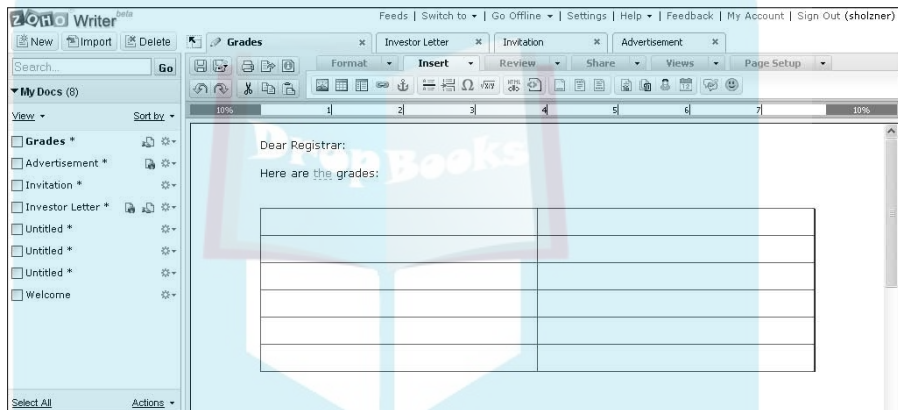 ZOHO Writer beta
Feeds | Switch to | Go Offline | Settings | Help | Feedback | My Account | Sign Out (sholzner)
New Import Delete
Grades Investor Letter Invitation Advertisement
Search... Go
Format Insert Review Share Views Page Setup
My Docs (8)
View Sort by
10% 1 2 3 4 5 6 7 10%
Grades *
Advertisement *
Invitation *
Investor Letter *
Untitled *
Untitled *
Untitled *
Welcome
Dear Registrar:
Here are the grades:
DropBooks
Select All Actions